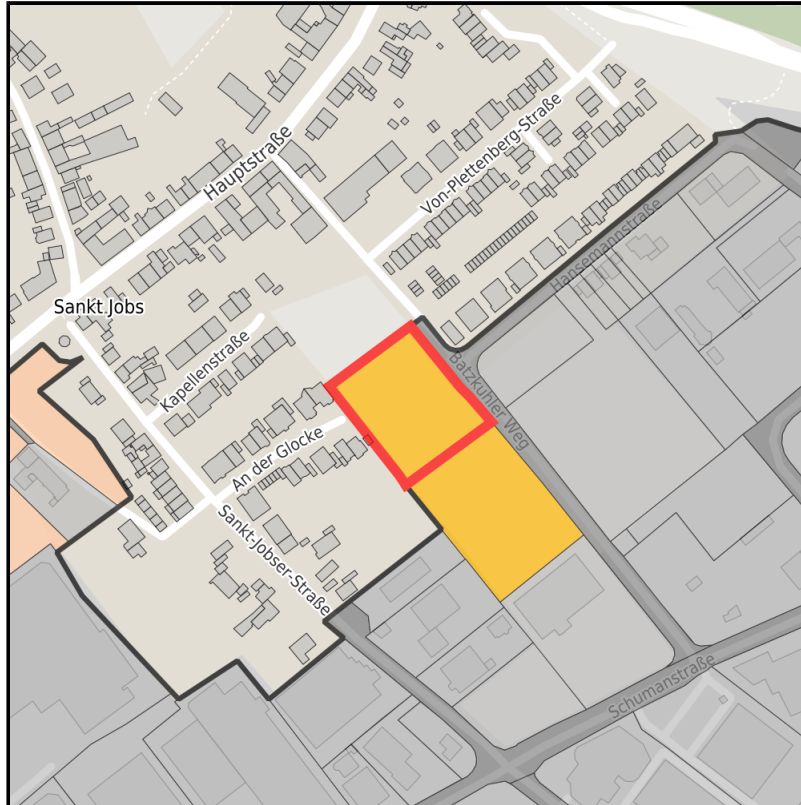 Hauptstraße
Von-Plettenberg-Straße
Hansemannstraße
Sankt Jobs
Kapellenstraße
Batzkuhler Weg
An der Glocke
Sankt-Jobser-Straße
Schumanstraße